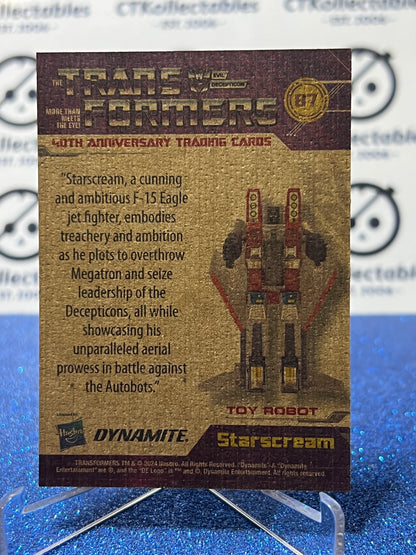 CTKollectables
EST. 2006
THE
TRANS
FORMERS
EVIL
DECEPTICON
MORE THAN
MEETS
THE EYE!
87
40TH ANNIVERSARY TRADING CARDS
"Starscream, a cunning
and ambitious F-15 Eagle
jet fighter, embodies
treachery and ambition
as he plots to overthrow
Megatron and seize
leadership of the
Decepticons, all while
showcasing his
unparalleled aerial
prowess in battle against
the Autobots."
TOY ROBOT
Hasbro
DYNAMITE.
Starscream
TRANSFORMERS TM & © 2024 Hasbro. All Rights Reserved. "Dynamite" & "Dynamite
Entertainment" are ®, and the "DE Logo" is ™ and ©, Dynamite Entertainment. All rights reserved.